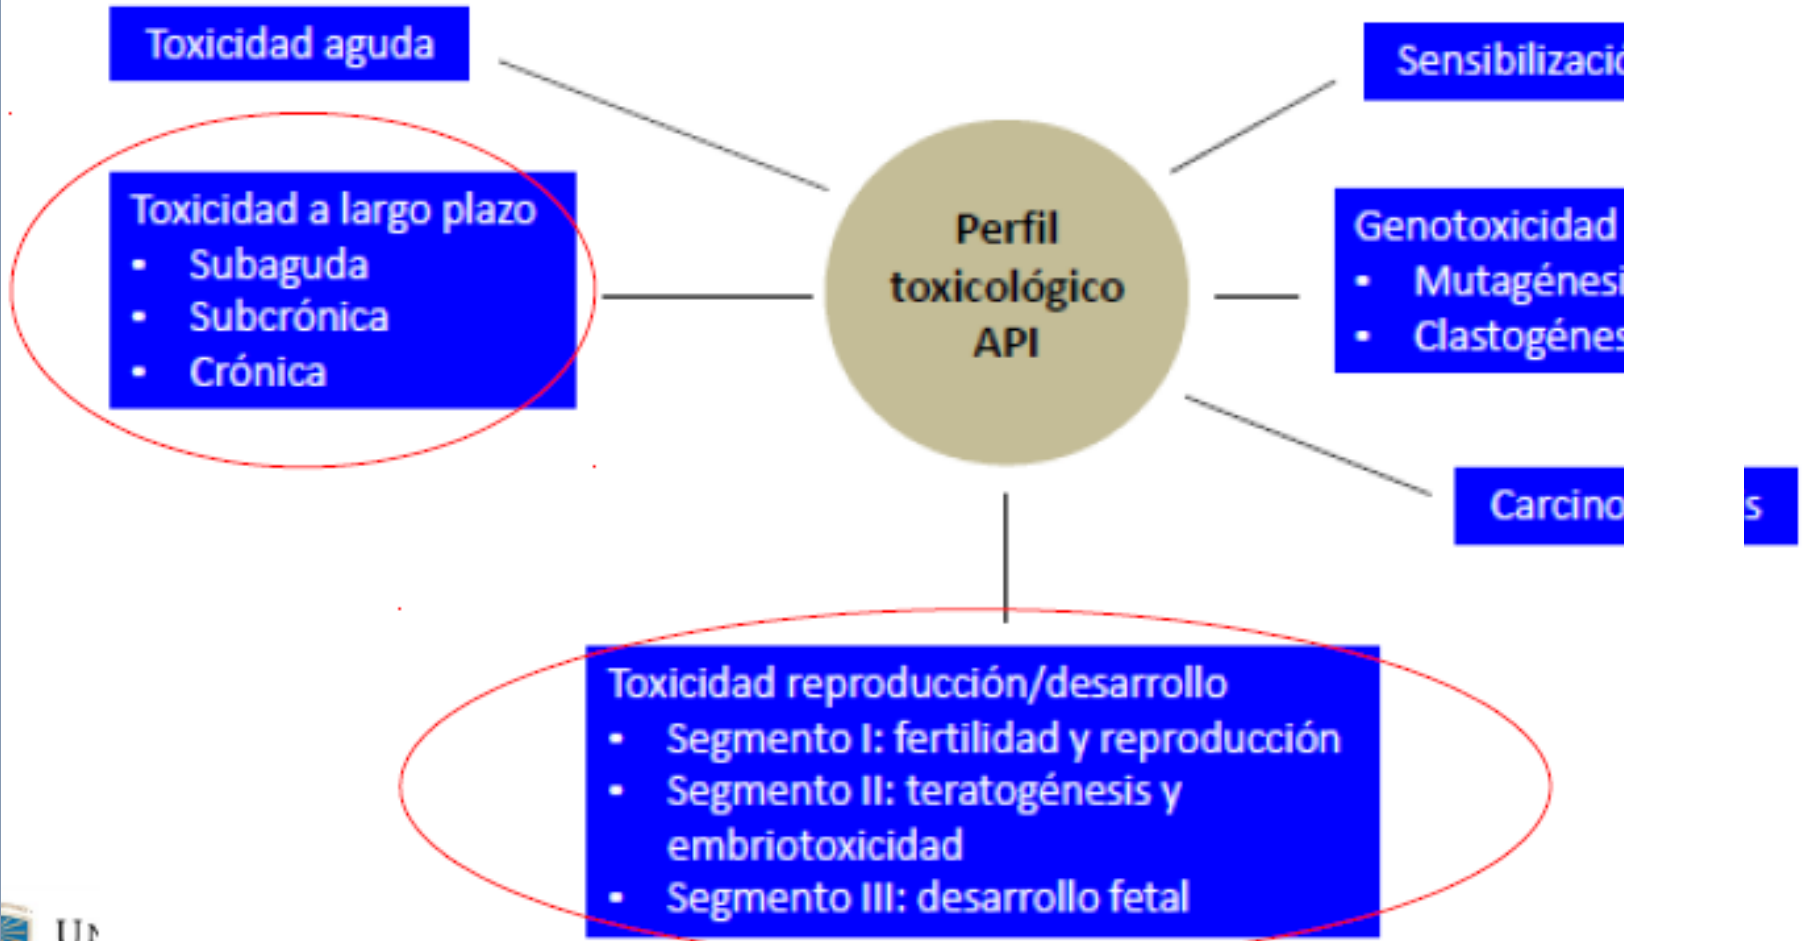 Toxicidad aguda
Toxicidad a largo plazo
• Subaguda
• Subcrónica
• Crónica
Perfil
toxicológico
API
Sensibilizació
Genotoxicidad
• Mutagénesi
• Clastogénes
Carcino s
Toxicidad reproducción/desarrollo
• Segmento I: fertilidad y reproducción
• Segmento II: teratogénesis y
embriotoxicidad
• Segmento III: desarrollo fetal